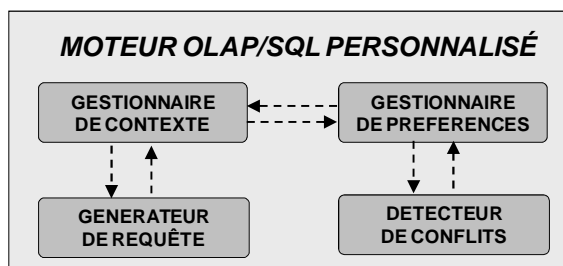 MOTEUR OLAP/SQL PERSONNALISÉ
GESTIONNAIRE
DE CONTEXTE
GESTIONNAIRE
DE PREFERENCES
GENERATEUR
DE REQUÊTE
DETECTEUR
DE CONFLITS